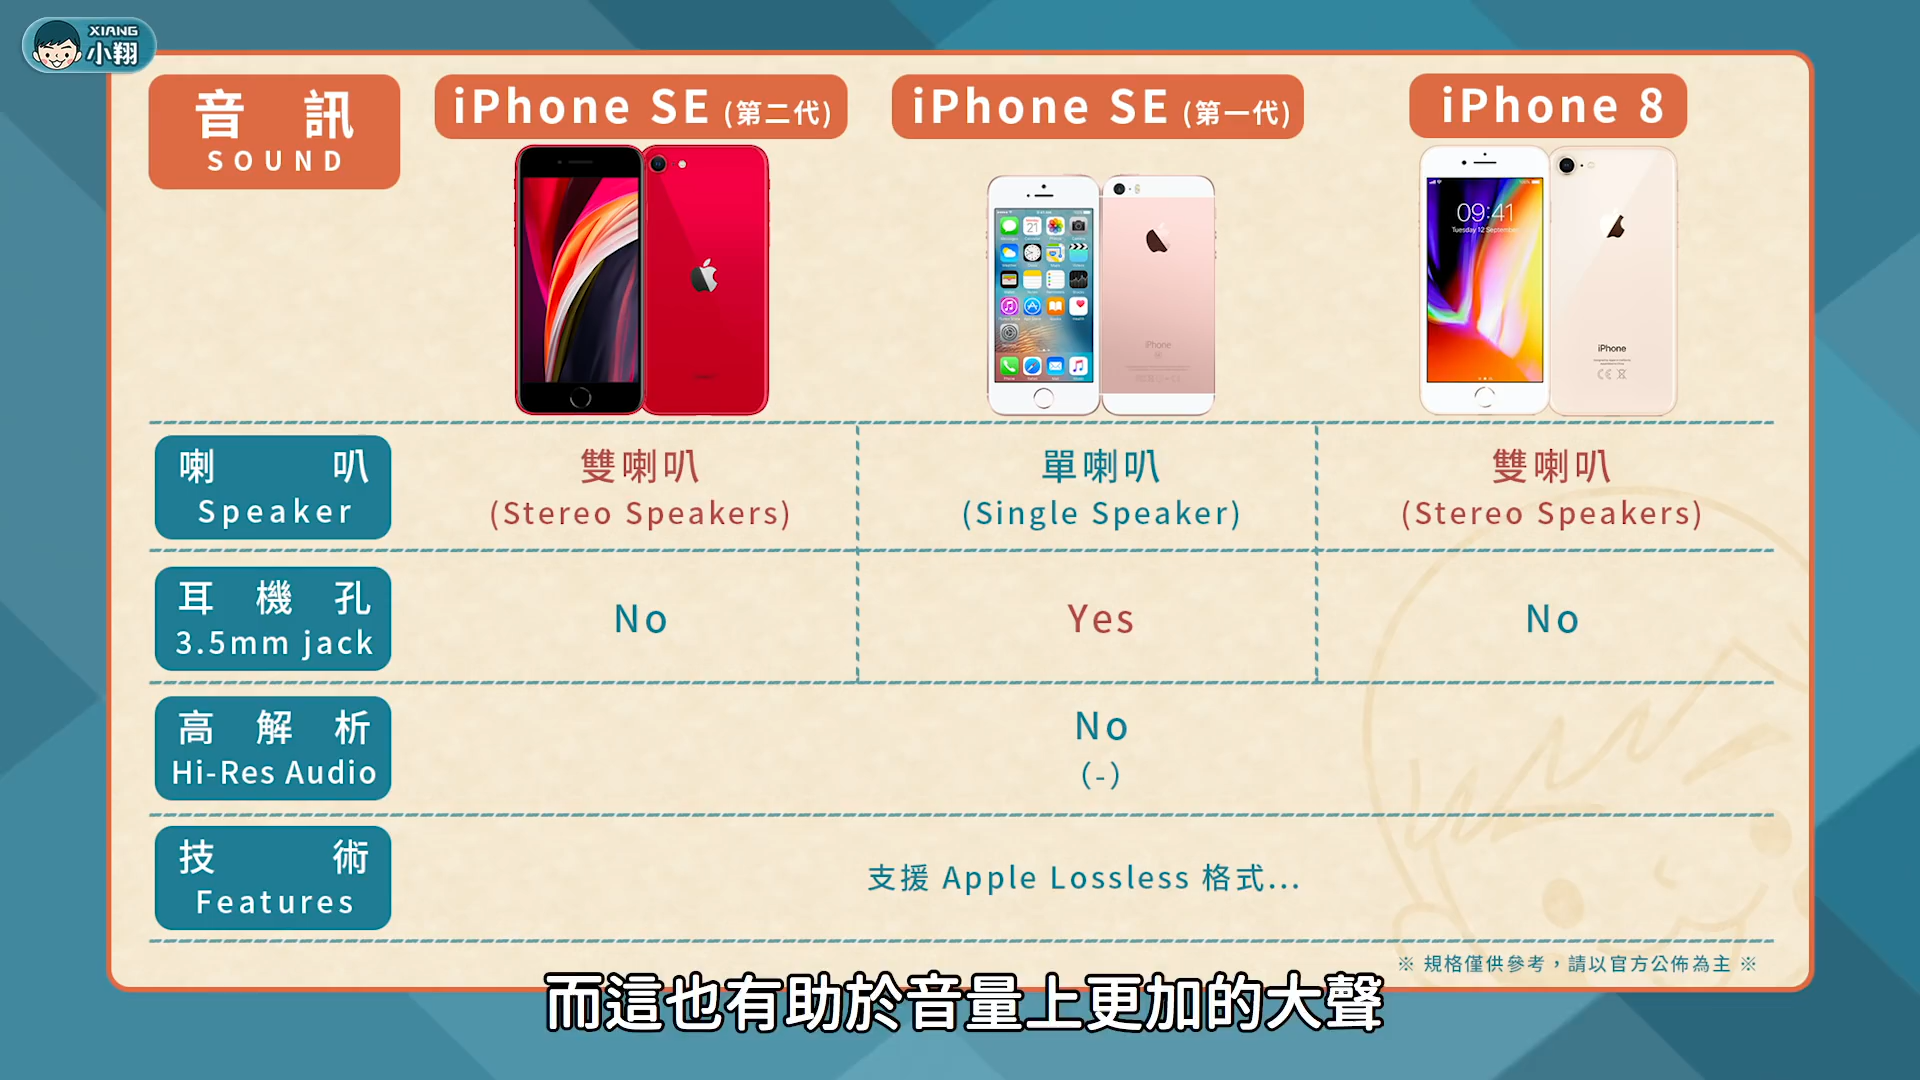 XIANG
小翔
音訊
SOUND
iPhone SE (第二代)
iPhone SE (第一代)
iPhone 8
09:41
Tuesday 12 September
iPhone
iPhone
喇叭
Speaker
雙喇叭
(Stereo Speakers)
單喇叭
(Single Speaker)
雙喇叭
(Stereo Speakers)
耳機孔
3.5mm jack
No
Yes
No
高解析
Hi-Res Audio
No
(-)
技術
Features
支援 Apple Lossless 格式...
※ 規格僅供參考，請以官方公佈為主 ※
而這也有助於音量上更加的大聲